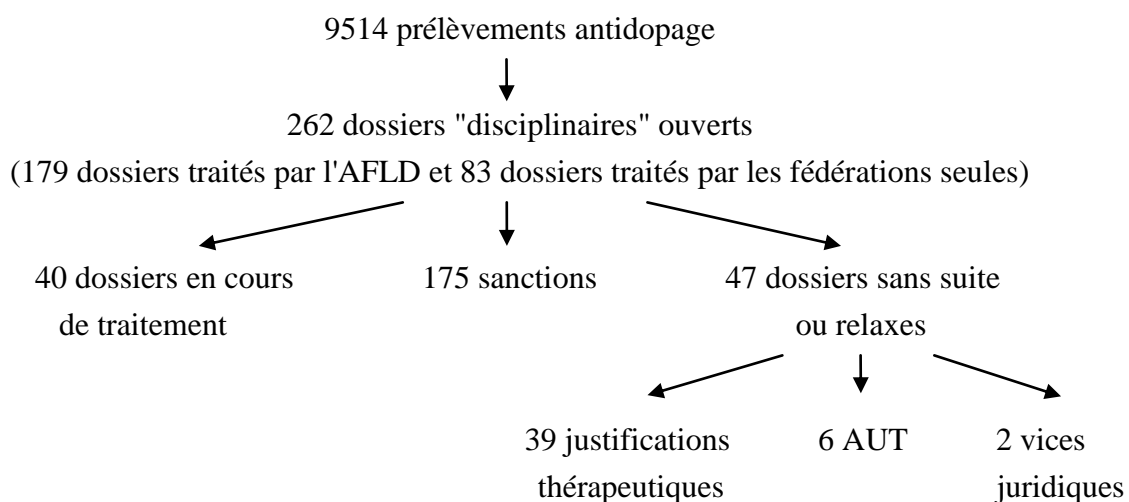 9514 prélèvements antidopage
262 dossiers "disciplinaires" ouverts
(179 dossiers traités par l'AFLD et 83 dossiers traités par les fédérations seules)
40 dossiers en cours
de traitement
175 sanctions
47 dossiers sans suite
ou relaxes
39 justifications
thérapeutiques
6 AUT
2 vices
juridiques